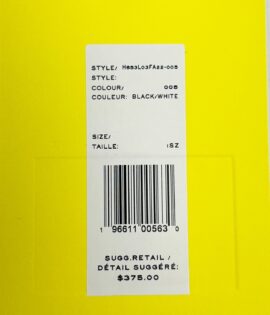 STYLE/ H853L03FA22-005
STYLE:
COLOUR/ 005
COULEUR: BLACK/WHITE
SIZE/
TAILLE: 1SZ
1 96611 00563 0
SUGG.RETAIL /
DÉTAIL SUGGÉRÉ:
$375.00